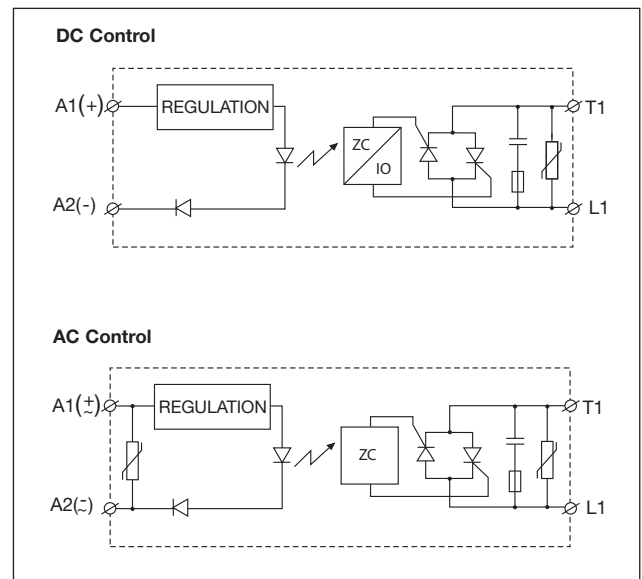 DC Control
A1(+)
REGULATION
ZC
IO
T1
A2(-)
L1
AC Control
A1(±~)
REGULATION
ZC
T1
A2(-~)
L1